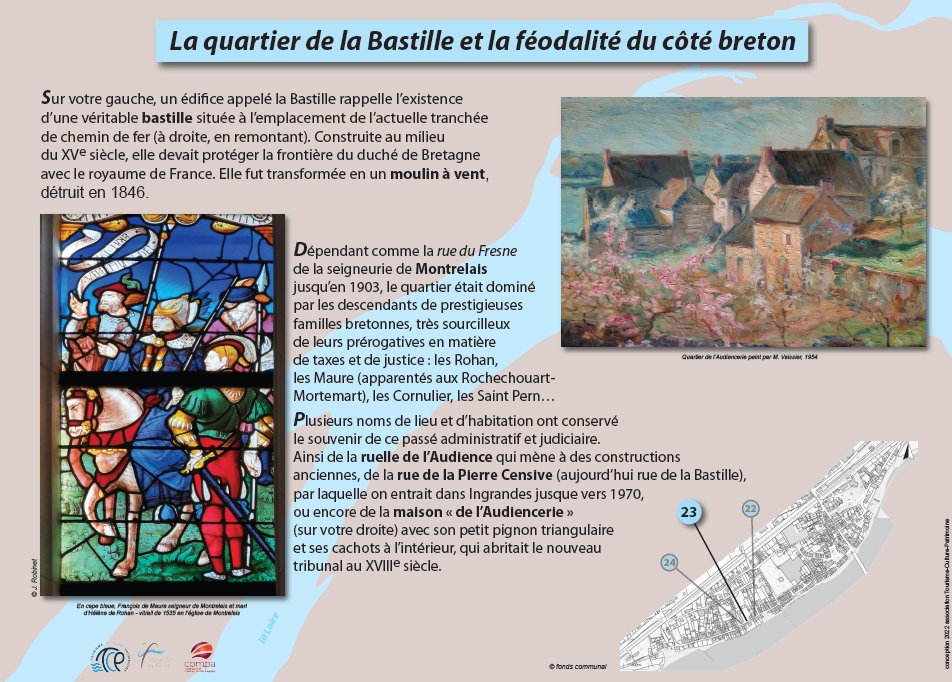 La quartier de la Bastille et la féodalité du côté breton
Sur votre gauche, un édifice appelé la Bastille rappelle l'existence
d'une véritable bastille située à l'emplacement de l'actuelle tranchée
de chemin de fer (à droite, en remontant). Construite au milieu
du XVe siècle, elle devait protéger la frontière du duché de Bretagne
avec le royaume de France. Elle fut transformée en un moulin à vent,
détruit en 1846.
Quartier de l'Audiencerie peint par M. Veissier, 1954
Dépendant comme la rue du Fresne
de la seigneurie de Montrelais
jusqu'en 1903, le quartier était dominé
par les descendants de prestigieuses
familles bretonnes, très sourcilleux
de leurs prérogatives en matière
de taxes et de justice : les Rohan,
les Maure (apparentés aux Rochechouart-
Mortemart), les Cornulier, les Saint Pern…
Plusieurs noms de lieu et d'habitation ont conservé
le souvenir de ce passé administratif et judiciaire.
Ainsi de la ruelle de l'Audience qui mène à des constructions
anciennes, de la rue de la Pierre Censive (aujourd'hui rue de la Bastille),
par laquelle on entrait dans Ingrandes jusque vers 1970,
ou encore de la maison « de l'Audiencerie »
(sur votre droite) avec son petit pignon triangulaire
et ses cachots à l'intérieur, qui abritait le nouveau
tribunal au XVIIIe siècle.
© J. Robinet
En cape bleue, François de Maure seigneur de Montrelais et mari
d'Hélène de Rohan - vitrail de 1535 en l'église de Montrelais
la Loire
22
23
24
compa
© fonds communal
conception 2022 association Tourisme-Culture-Patrimoine